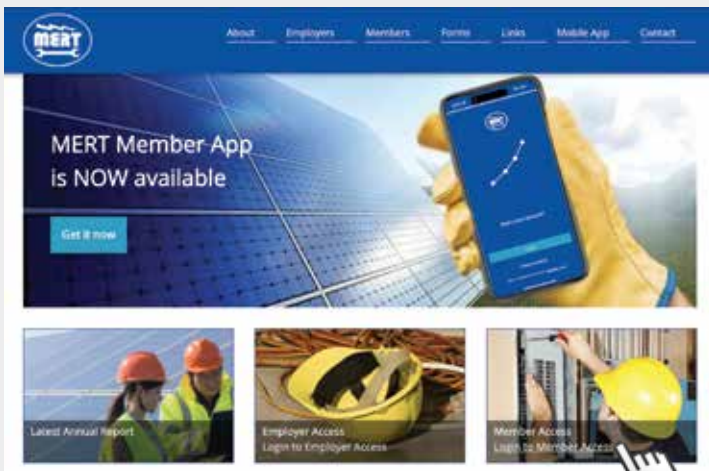 MERT
About Employers Members Forms Links Mobile App Contact
MERT Member App
is NOW available
Get it now
Latest Annual Report
Employer Access
Login to Employer Access
Member Access
Login to Member Access